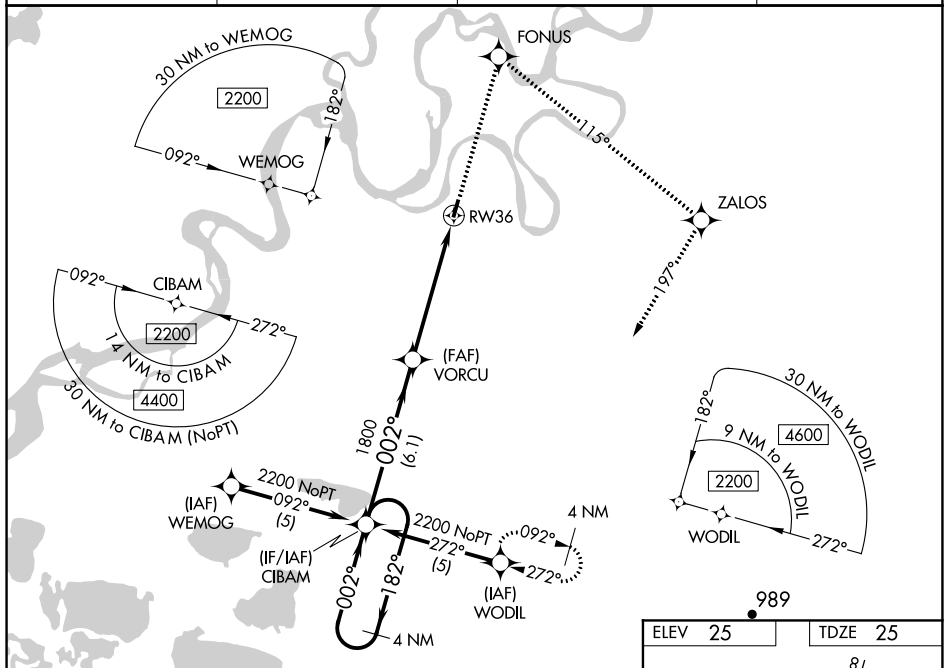 FONUS
30 NM to WEMOG
2200
182°
092°
WEMOG
115°
RW36
ZALOS
197°
092°
CIBAM
272°
2200
14 NM to CIBAM
4400
30 NM to CIBAM (NoPT)
(FAF)
VORCU
1800
002°
(6.1)
30 NM to WODIL
4600
182°
9 NM to WODIL
2200
WODIL
272°
(IAF)
WEMOG
2200 NoPT
092°
(5)
(IF/IAF)
CIBAM
2200 NoPT
272°
(5)
092°
4 NM
272°
(IAF)
WODIL
002°
182°
4 NM
989
ELEV 25
TDZE 25